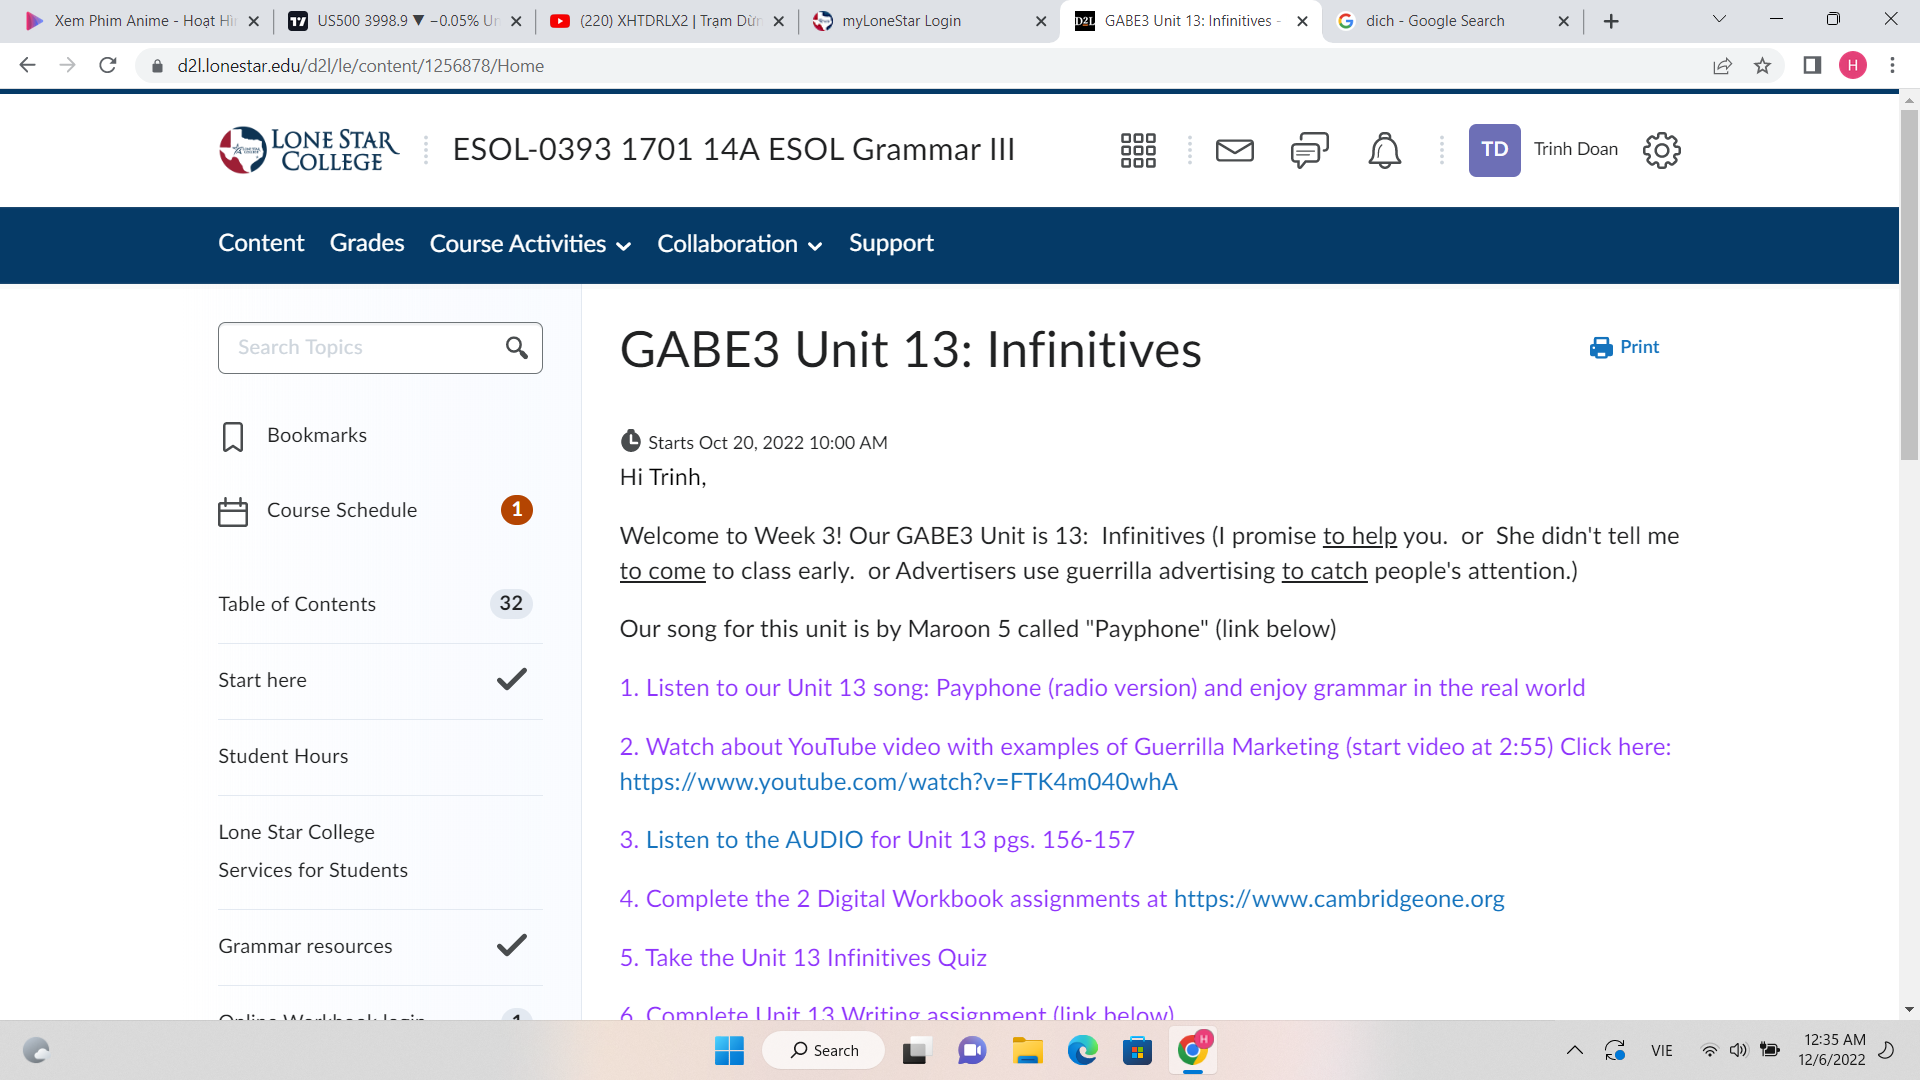 Xem Phim Anime - Hoạt Hì
US500 3998.9 ▼ −0.05% Un
(220) XHTDRLX2 | Trạm Dừn
myLoneStar Login
D2L GABE3 Unit 13: Infinitives -
dich - Google Search
d2l.lonestar.edu/d2l/le/content/1256878/Home
H
LONE STAR
COLLEGE
ESOL-0393 1701 14A ESOL Grammar III
TD
Trinh Doan
Content Grades Course Activities Collaboration Support
Search Topics
Bookmarks
Course Schedule 1
Table of Contents 32
Start here
Student Hours
Lone Star College
Services for Students
Grammar resources
Online Workbook login 1
GABE3 Unit 13: Infinitives
Print
Starts Oct 20, 2022 10:00 AM
Hi Trinh,
Welcome to Week 3! Our GABE3 Unit is 13:  Infinitives (I promise to help you.  or  She didn't tell me
to come to class early.  or Advertisers use guerrilla advertising to catch people's attention.)
Our song for this unit is by Maroon 5 called "Payphone" (link below)
1. Listen to our Unit 13 song: Payphone (radio version) and enjoy grammar in the real world
2. Watch about YouTube video with examples of Guerrilla Marketing (start video at 2:55) Click here:
https://www.youtube.com/watch?v=FTK4m040whA
3. Listen to the AUDIO for Unit 13 pgs. 156-157
4. Complete the 2 Digital Workbook assignments at https://www.cambridgeone.org
5. Take the Unit 13 Infinitives Quiz
6. Complete Unit 13 Writing assignment (link below)
Search
H
VIE
12:35 AM
12/6/2022